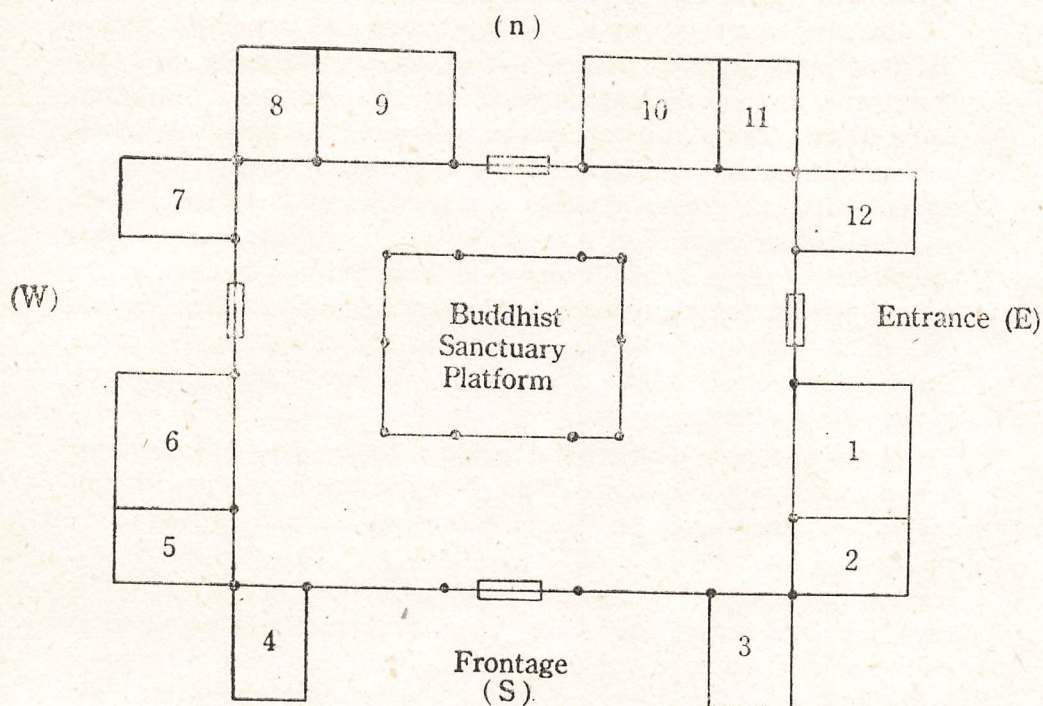 (n)
8
9
10
11
7
12
(W)
Buddhist
Sanctuary
Platform
Entrance (E)
6
1
5
2
4
3
Frontage
(S).